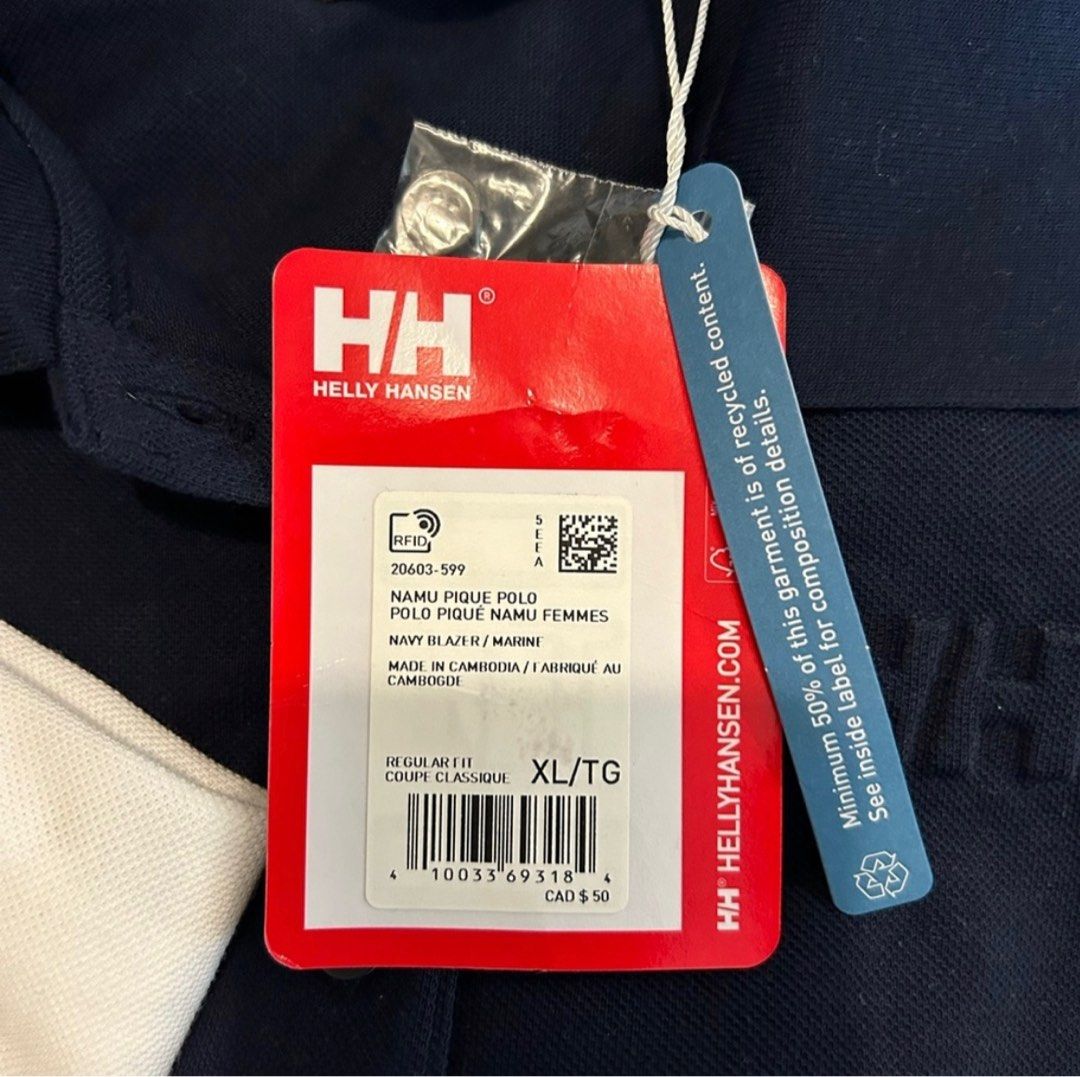 HH®
HELLY HANSEN
RFID
5
E
E
A
20603-599
NAMU PIQUE POLO
POLO PIQUÉ NAMU FEMMES
NAVY BLAZER / MARINE
MADE IN CAMBODIA / FABRIQUÉ AU
CAMBOGDE
REGULAR FIT
COUPE CLASSIQUE
XL/TG
4 10033 69318 4
CAD $ 50
HH® HELLYHANSEN.COM
Minimum 50% of this garment is of recycled content.
See inside label for composition details.
HH